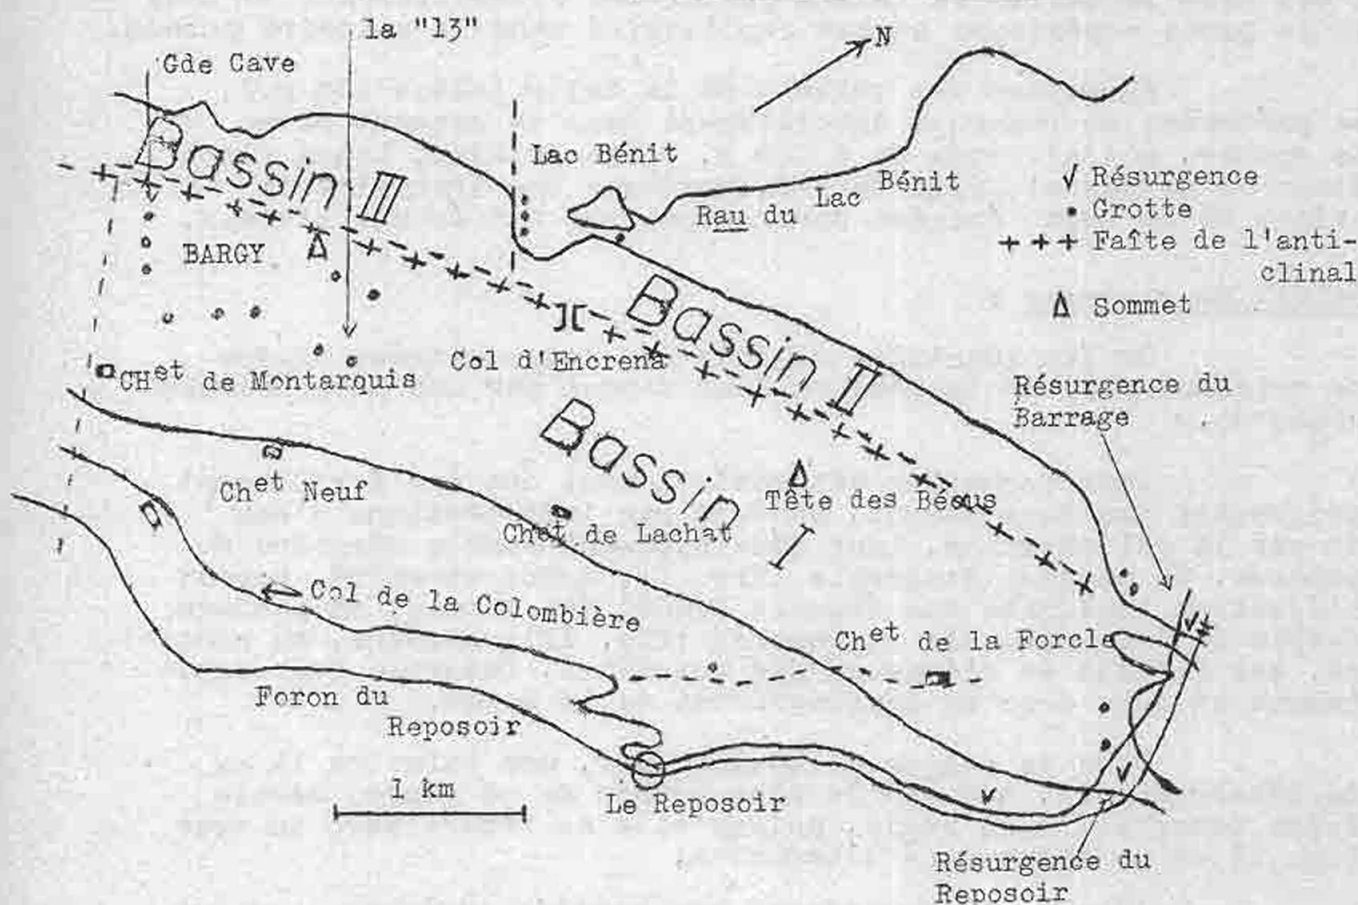 la "13"
Gde Cave
N
Bassin III
Lac Bénit
Rau du Lac Bénit
√ Résurgence
• Grotte
+++ Faîte de l'anti-
clinal
Δ Sommet
BARGY
Bassin II
Col d'Encrena
CHet de Montarquis
Résurgence du
Barrage
Bassin I
Chet Neuf
Tête des Bécus
Chet de Lachat
Col de la Colombière
Chet de la Forcle
Foron du
Reposoir
1 km
Le Reposoir
Résurgence du
Reposoir